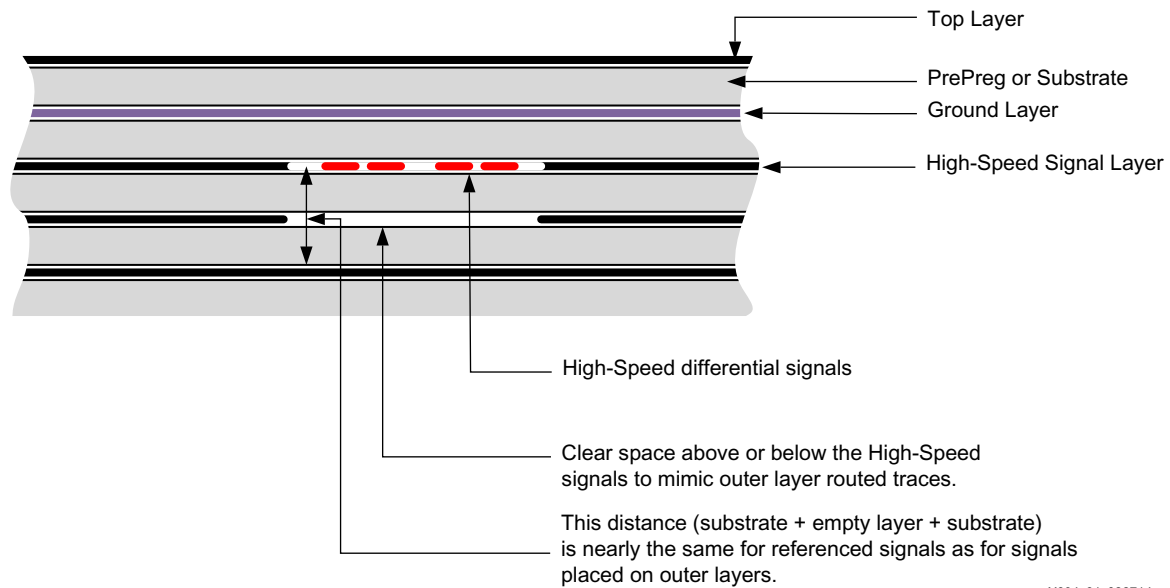 Top Layer
PrePreg or Substrate
Ground Layer
High-Speed Signal Layer
High-Speed differential signals
Clear space above or below the High-Speed
signals to mimic outer layer routed traces.
This distance (substrate + empty layer + substrate)
is nearly the same for referenced signals as for signals
placed on outer layers.